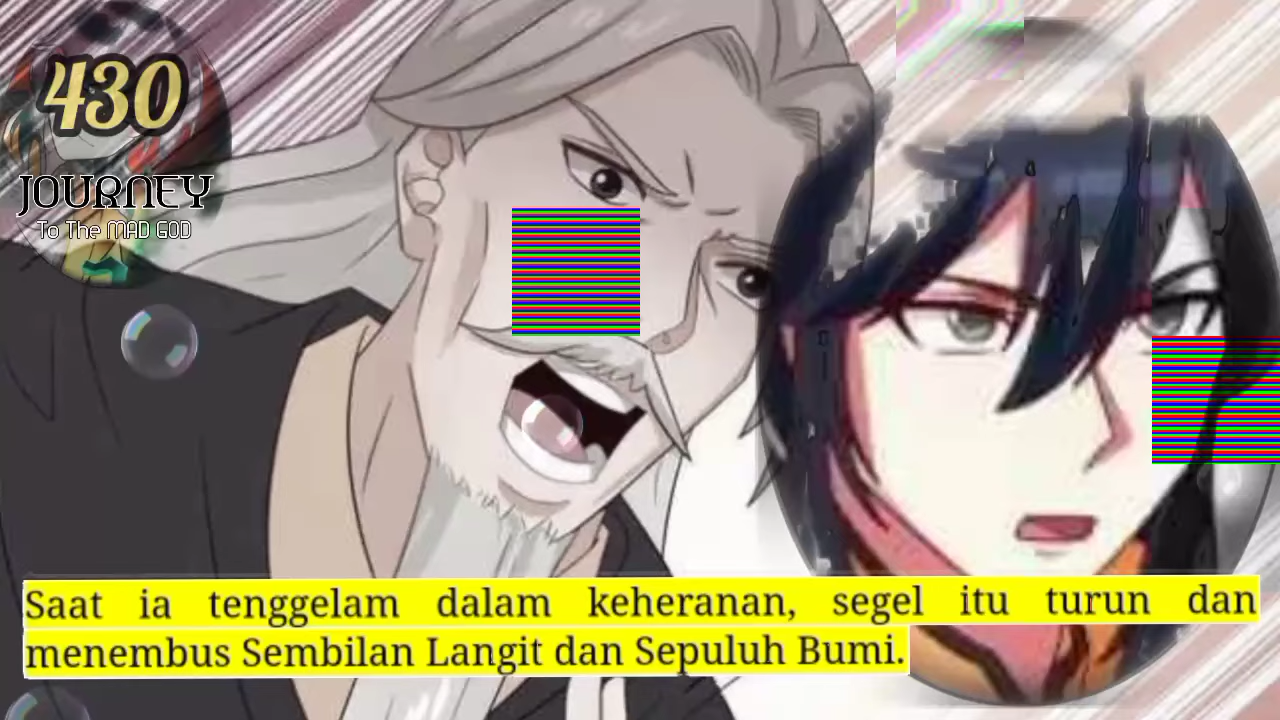 430
JOURNEY
To The MAD GOD
Saat ia tenggelam dalam keheranan, segel itu turun dan
menembus Sembilan Langit dan Sepuluh Bumi.